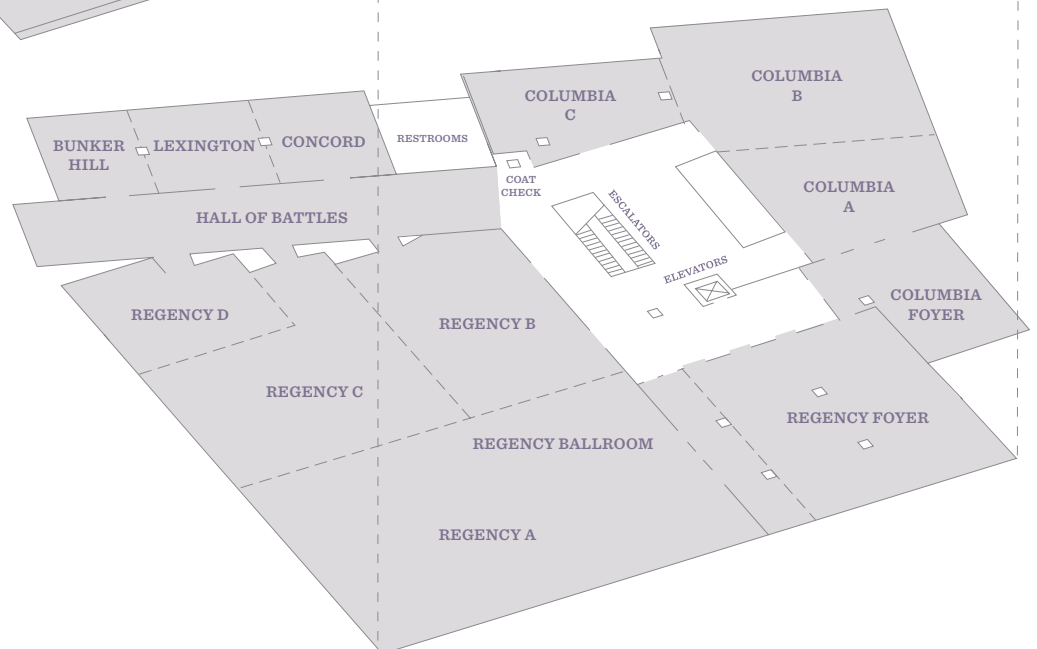 COLUMBIA
B
COLUMBIA
C
BUNKER
HILL
LEXINGTON
CONCORD
RESTROOMS
COAT
CHECK
ESCALATORS
COLUMBIA
A
HALL OF BATTLES
ELEVATORS
COLUMBIA
FOYER
REGENCY D
REGENCY B
REGENCY C
REGENCY FOYER
REGENCY BALLROOM
REGENCY A